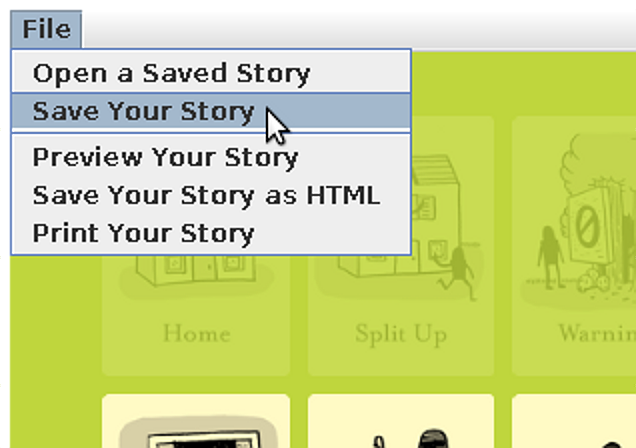 File
Open a Saved Story
Save Your Story
Preview Your Story
Save Your Story as HTML
Print Your Story
Home
Split Up
0